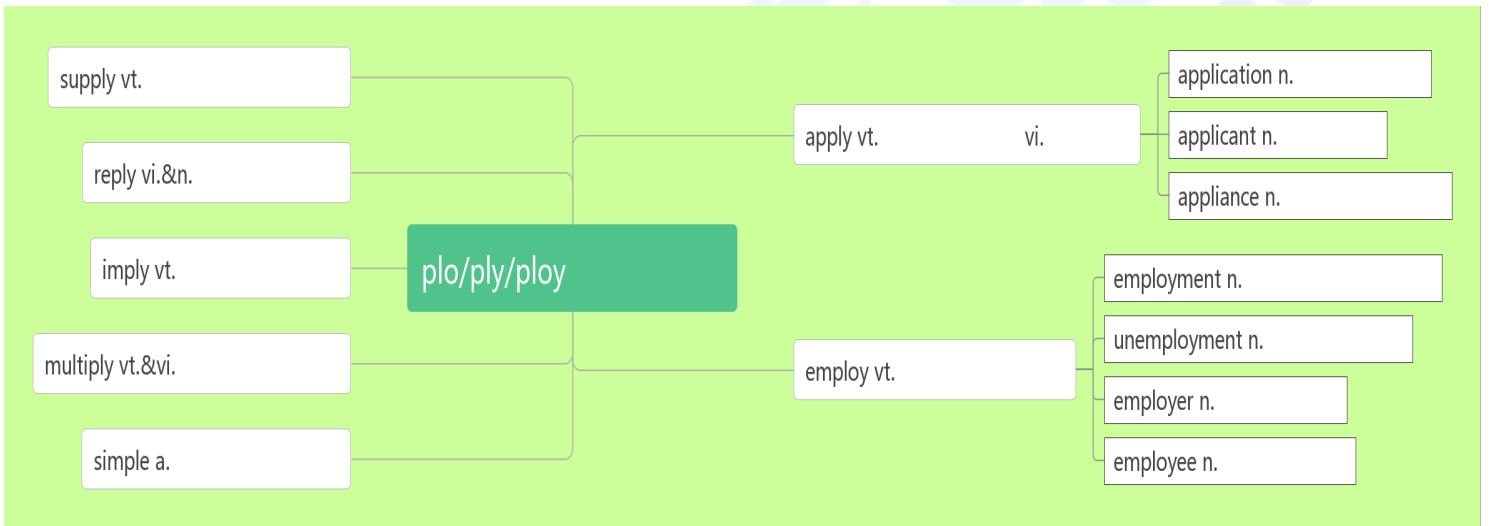 supply vt.
reply vi.&n.
imply vt.
multiply vt.&vi.
simple a.
plo/ply/ploy
apply vt. vi.
application n.
applicant n.
appliance n.
employ vt.
employment n.
unemployment n.
employer n.
employee n.